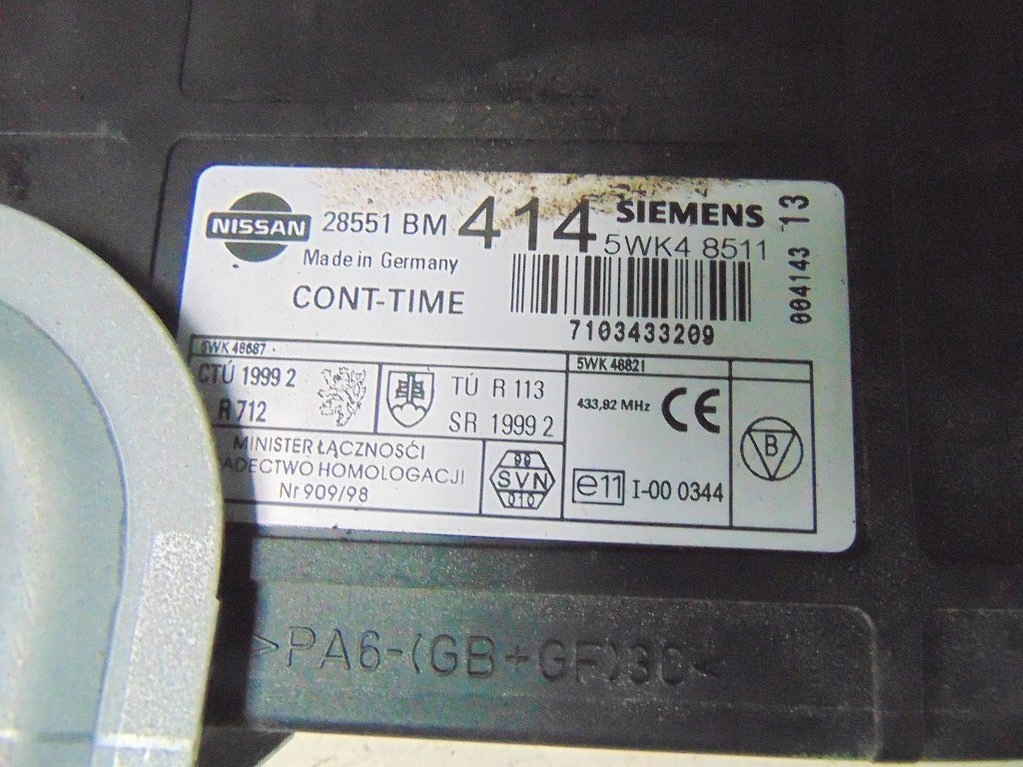 NISSAN 28551 BM 414 SIEMENS
5WK4 8511
Made in Germany
CONT-TIME
7103433209
004143 13
5WK 48687
5WK 48821
CTÚ 1999 2
R 712
TÚ R 113
SR 1999 2
433,92 MHz CE
B
MINISTER ŁĄCZNOŚCI
ADECTWO HOMOLOGACJI
Nr 909/98
99
SVN
010
e11 I-00 0344
>PA6-(GB+GF)30<